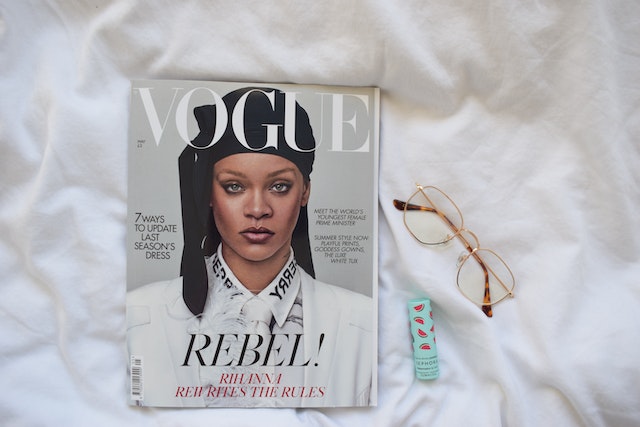 VOGUE
7 WAYS
TO UPDATE
LAST
SEASON'S
DRESS
MEET THE WORLD'S
YOUNGEST FEMALE
PRIME MINISTER
SUMMER STYLE NOW:
PLAYFUL PRINTS,
GODDESS GOWNS,
THE LUXE
WHITE TUX
REBEL!
RIHANNA
REWRITES THE RULES
SEPHORA